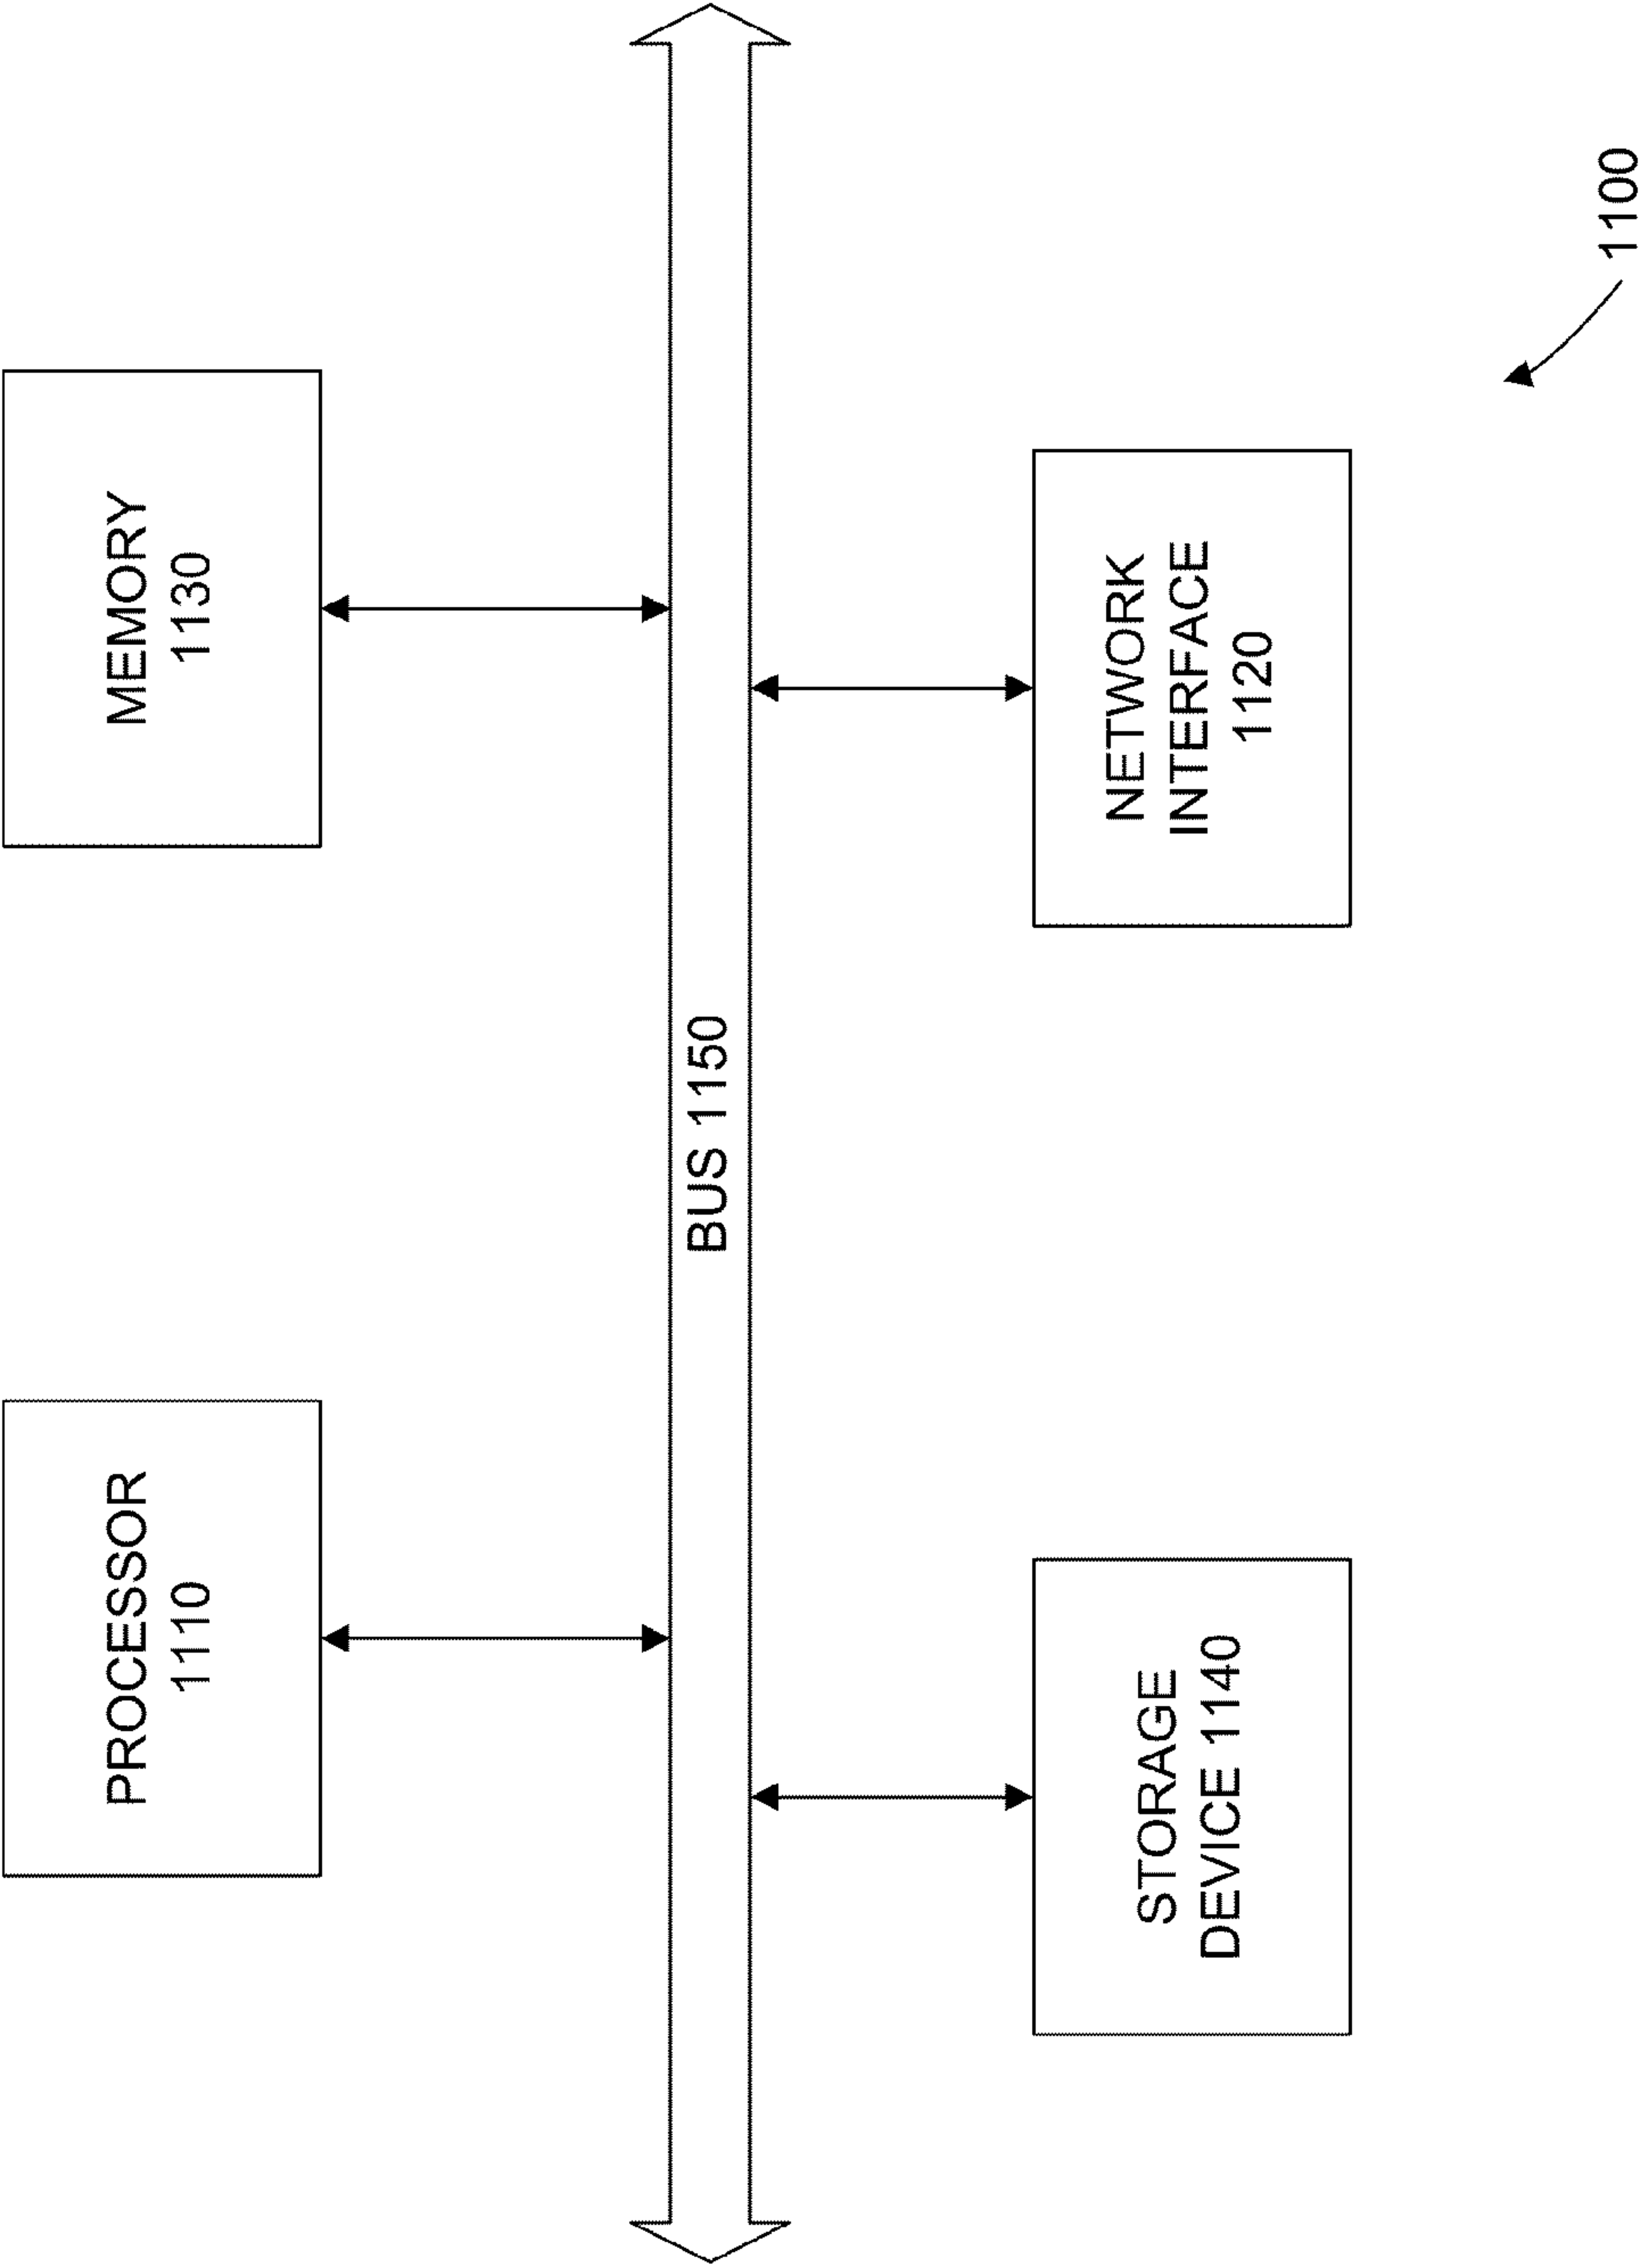 PROCESSOR
1110
MEMORY
1130
BUS 1150
STORAGE
DEVICE 1140
NETWORK
INTERFACE
1120
1100